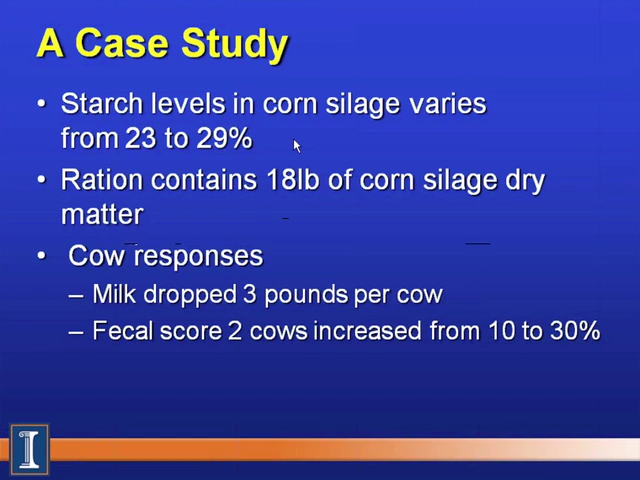 A Case Study
• Starch levels in corn silage varies
from 23 to 29%
• Ration contains 18lb of corn silage dry
matter
• Cow responses
– Milk dropped 3 pounds per cow
– Fecal score 2 cows increased from 10 to 30%
I